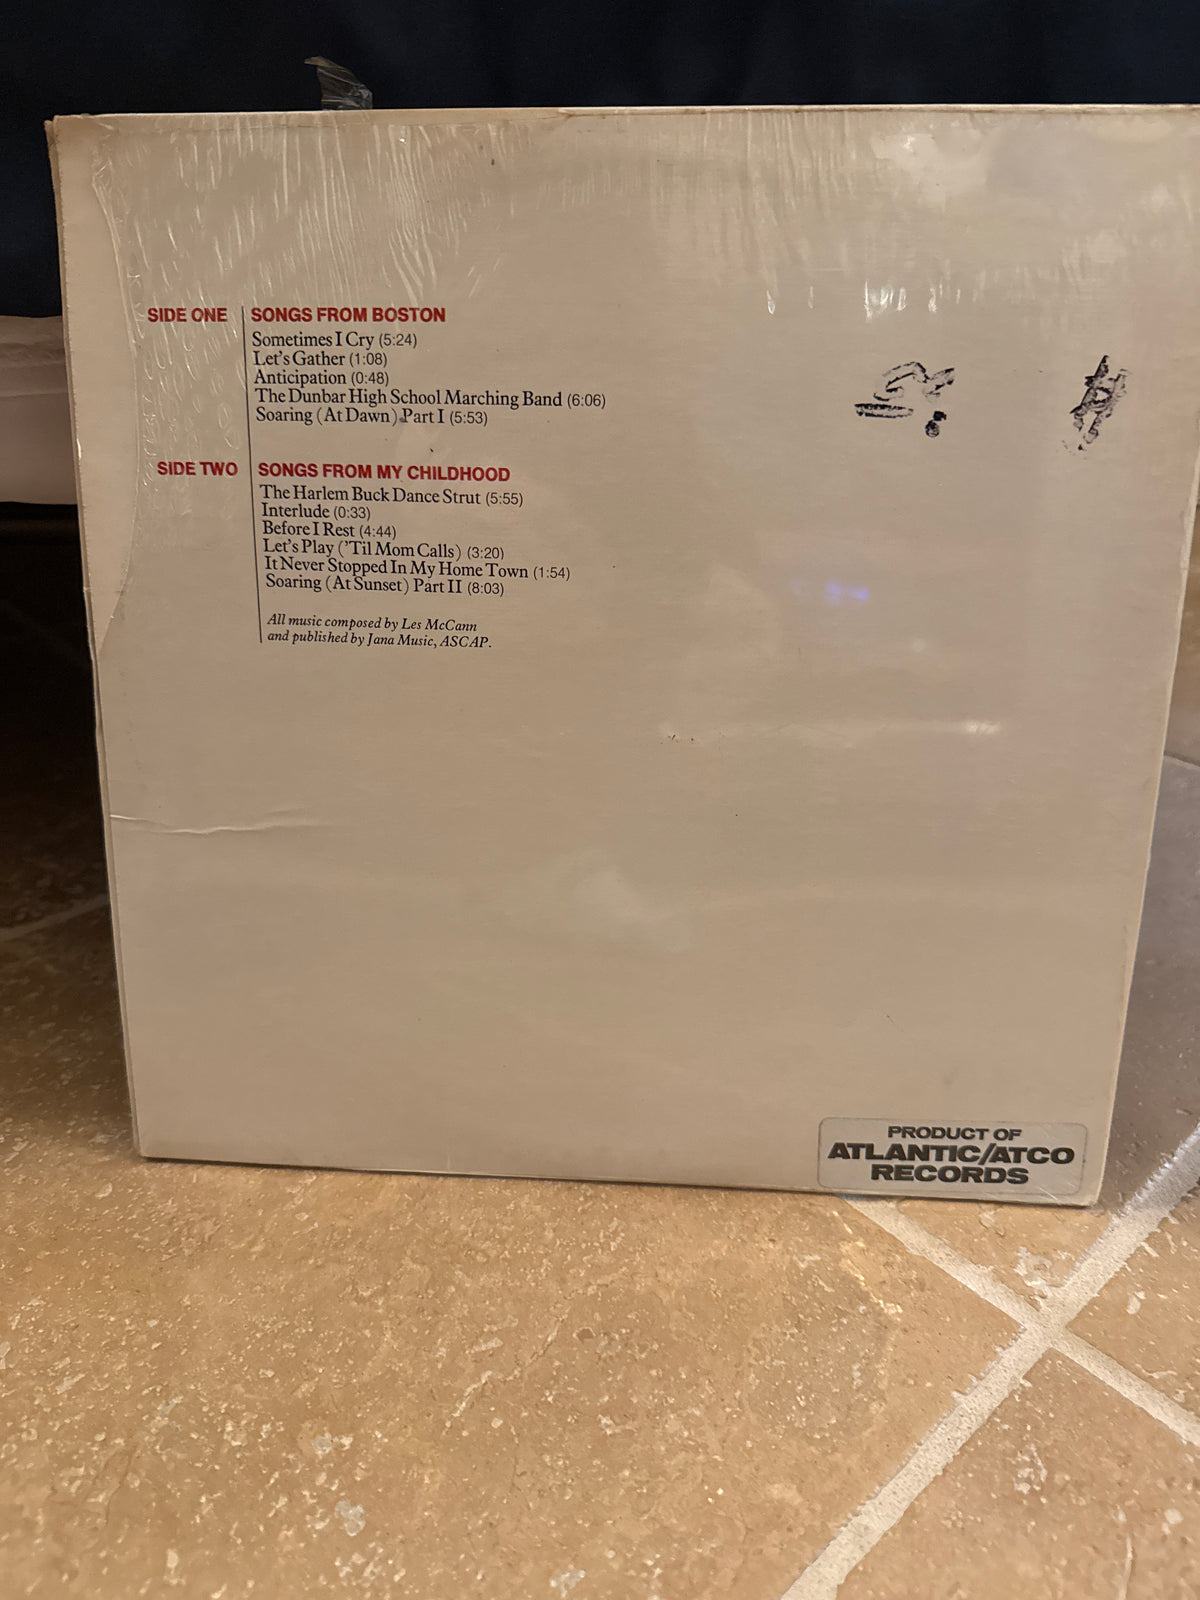 SIDE ONE
SONGS FROM BOSTON
Sometimes I Cry (5:24)
Let's Gather (1:08)
Anticipation (0:48)
The Dunbar High School Marching Band (6:06)
Soaring (At Dawn) Part I (5:53)
SIDE TWO
SONGS FROM MY CHILDHOOD
The Harlem Buck Dance Strut (5:55)
Interlude (0:33)
Before I Rest (4:44)
Let's Play ('Til Mom Calls) (3:20)
It Never Stopped In My Home Town (1:54)
Soaring (At Sunset) Part II (8:03)
All music composed by Les McCann
and published by Jana Music, ASCAP.
PRODUCT OF
ATLANTIC/ATCO
RECORDS